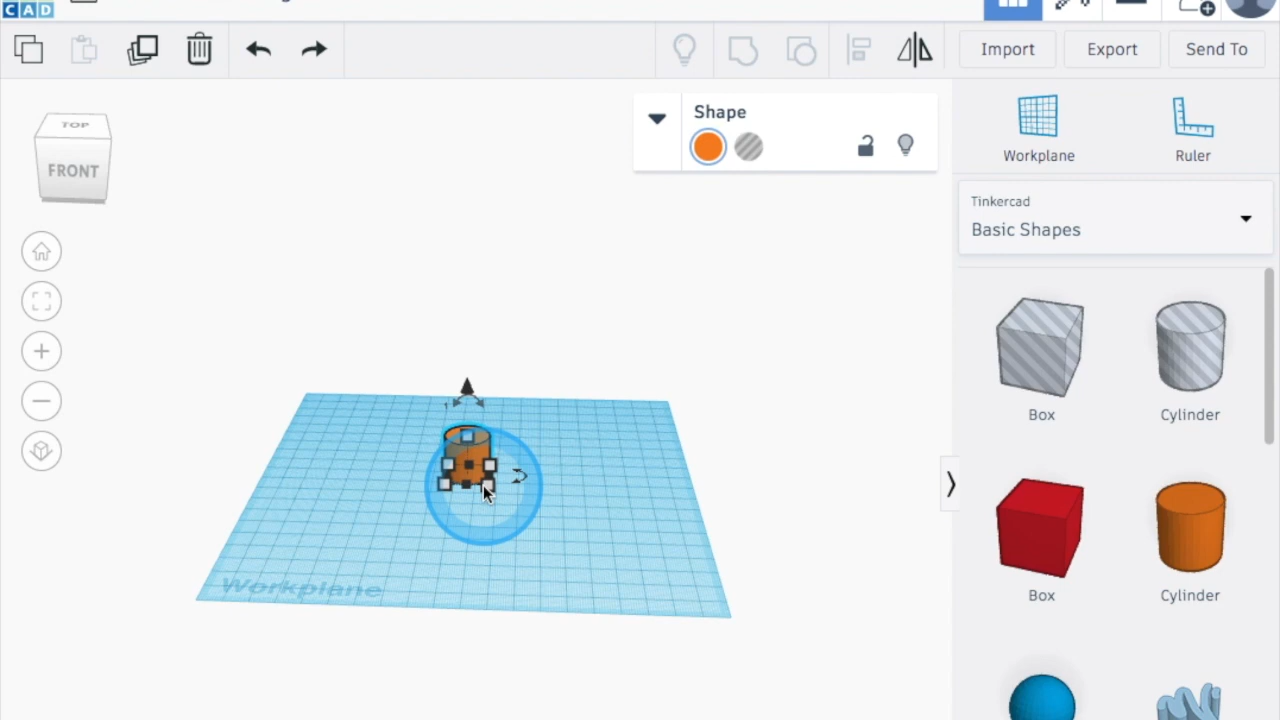 CAD
Import
Export
Send To
TOP
FRONT
Shape
Workplane
Ruler
Tinkercad
Basic Shapes
Box
Cylinder
Box
Cylinder
Workplane